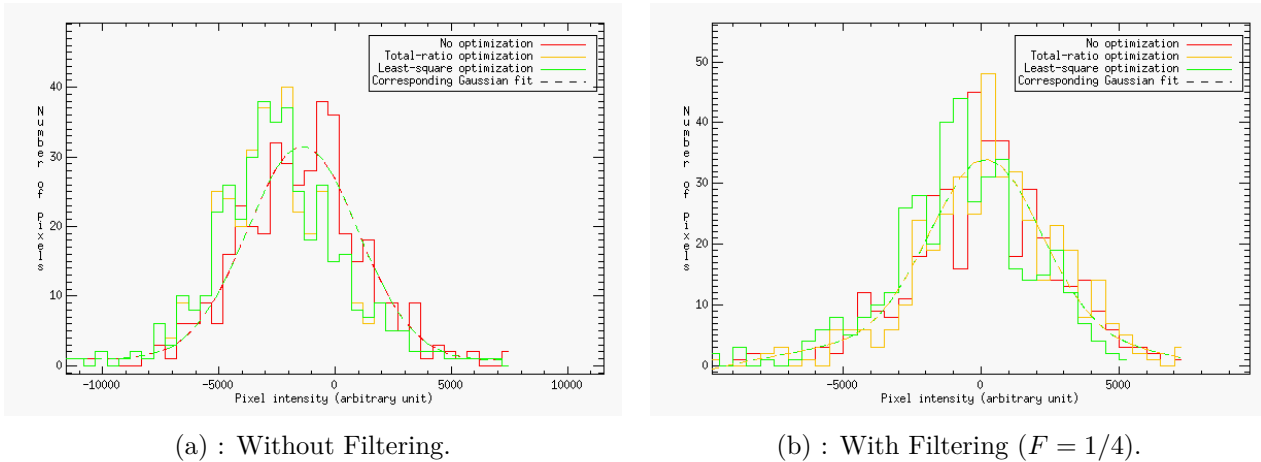 No optimization
Total-ratio optimization
Least-square optimization
Corresponding Gaussian fit
Number of Pixels
40
30
20
10
0
-10000
-5000
0
5000
10000
Pixel intensity (arbitrary unit)
(a) : Without Filtering.
No optimization
Total-ratio optimization
Least-square optimization
Corresponding Gaussian fit
Number of Pixels
50
40
30
20
10
0
-5000
0
5000
Pixel intensity (arbitrary unit)
(b) : With Filtering (F = 1/4).